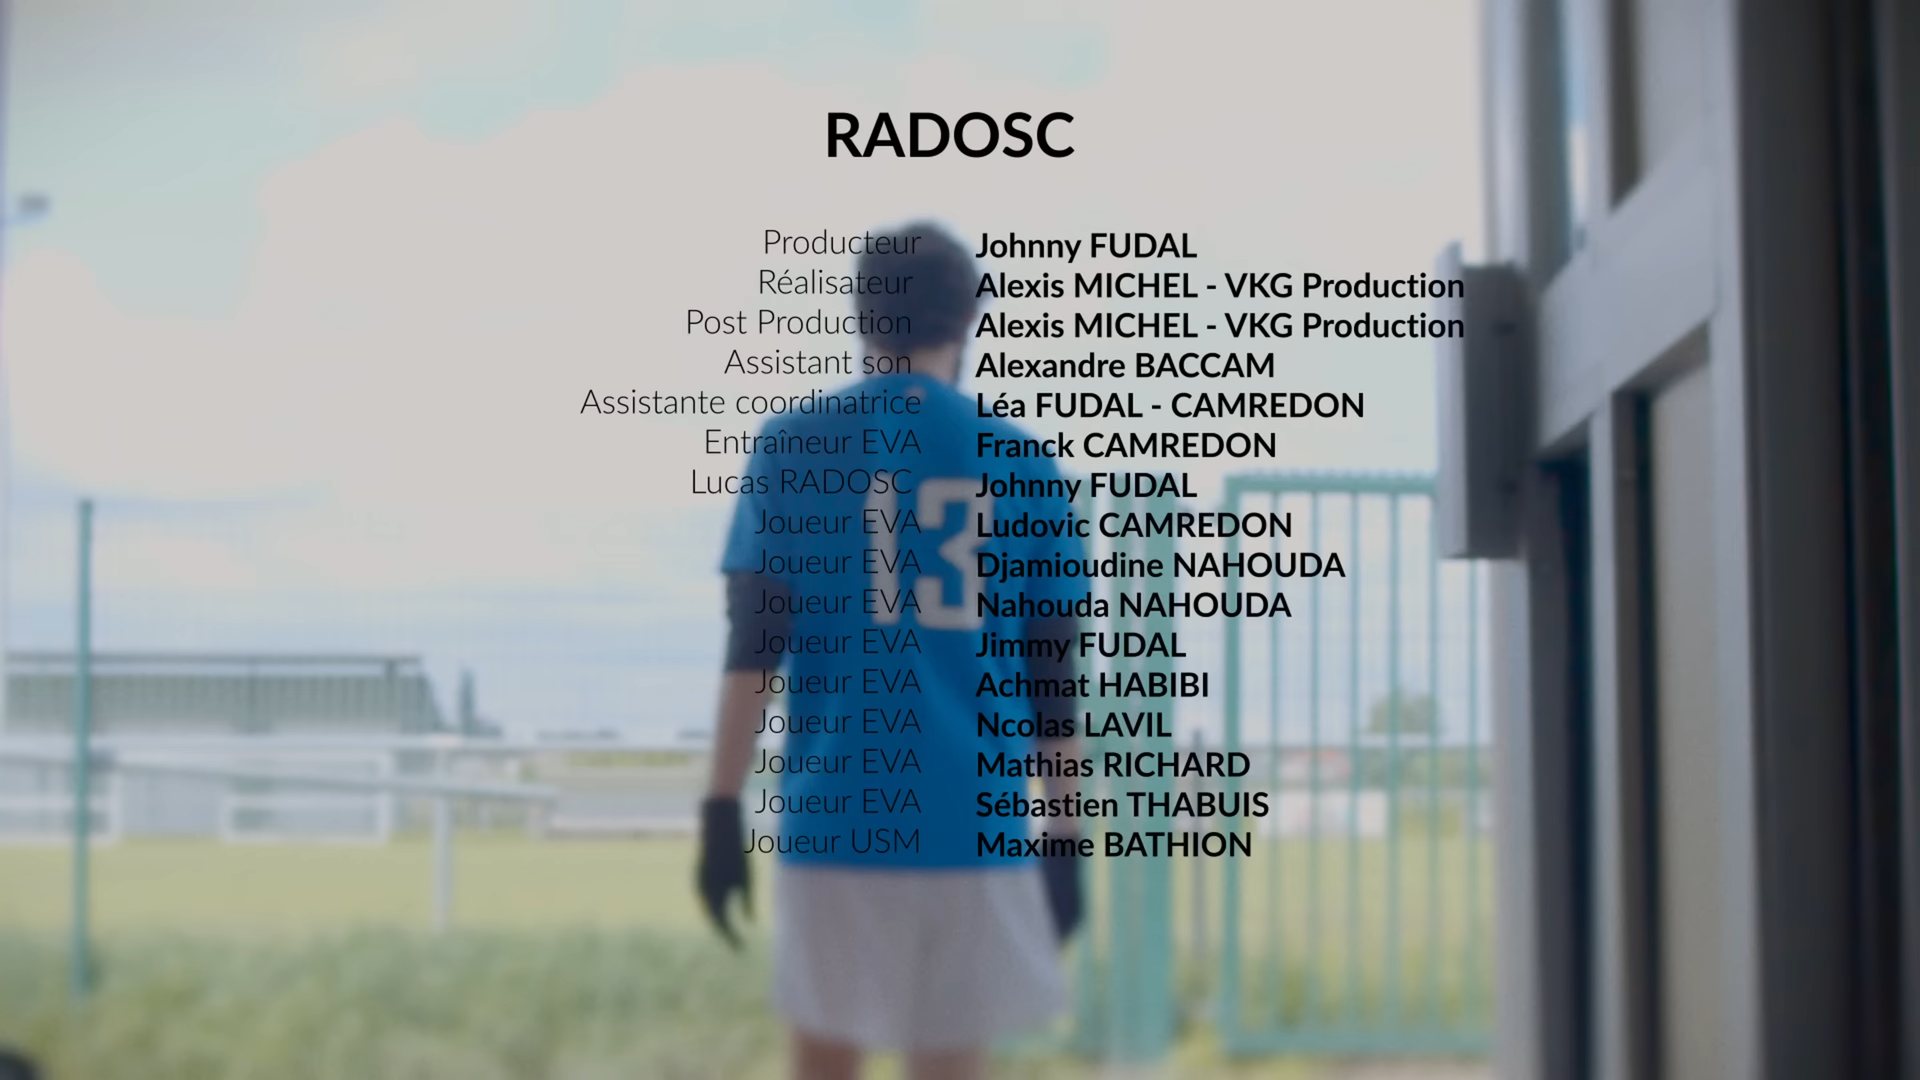 RADOSC
Producteur Johnny FUDAL
Réalisateur Alexis MICHEL - VKG Production
Post Production Alexis MICHEL - VKG Production
Assistant son Alexandre BACCAM
Assistante coordinatrice Léa FUDAL - CAMREDON
Entraîneur EVA Franck CAMREDON
Lucas RADOSC Johnny FUDAL
Joueur EVA Ludovic CAMREDON
Joueur EVA Djamioudine NAHOUDA
Joueur EVA Nahouda NAHOUDA
Joueur EVA Jimmy FUDAL
Joueur EVA Achmat HABIBI
Joueur EVA Ncolas LAVIL
Joueur EVA Mathias RICHARD
Joueur EVA Sébastien THABUIS
Joueur USM Maxime BATHION
13